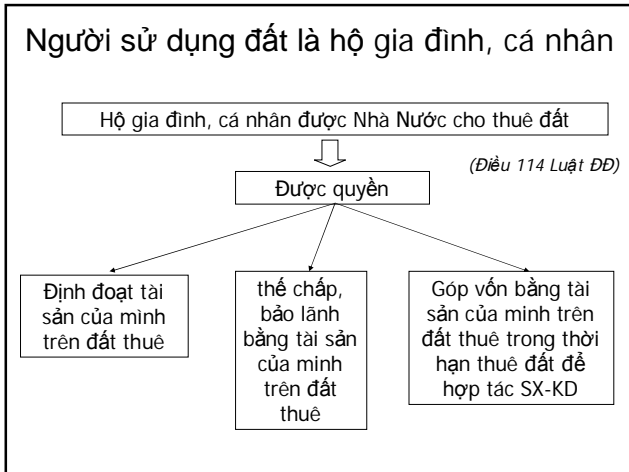 Người sử dụng đất là hộ gia đình, cá nhân
Hộ gia đình, cá nhân được Nhà Nước cho thuê đất
(Điều 114 Luật ĐĐ)
Được quyền
Định đoạt tài
sản của mình
trên đất thuê
thế chấp,
bảo lãnh
bằng tài sản
của minh
trên đất
thuê
Góp vốn bằng tài
sản của minh trên
đất thuê trong thời
hạn thuê đất để
hợp tác SX-KD